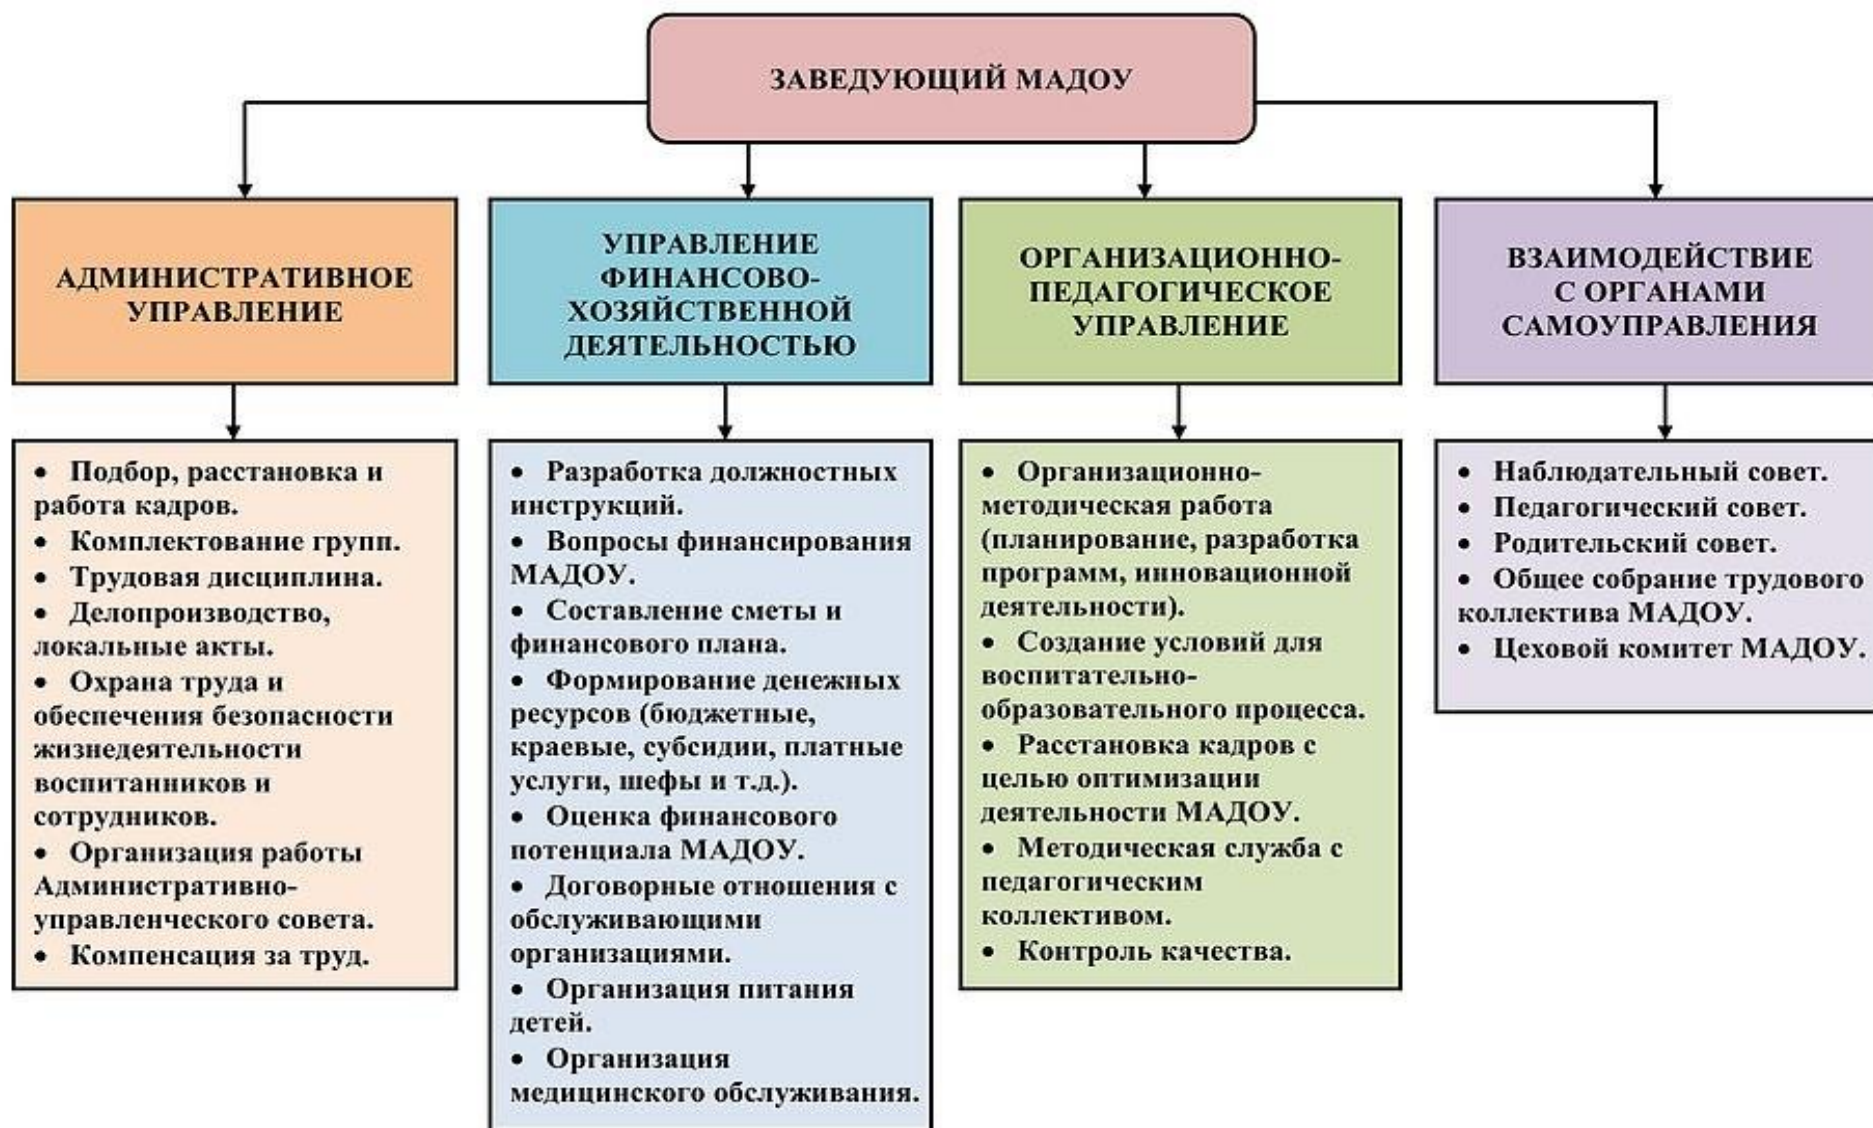 ЗАВЕДУЮЩИЙ МАДОУ
АДМИНИСТРАТИВНОЕ
УПРАВЛЕНИЕ
• Подбор, расстановка и
работа кадров.
• Комплектование групп.
• Трудовая дисциплина.
• Делопроизводство,
локальные акты.
• Охрана труда и
обеспечения безопасности
жизнедеятельности
воспитанников и
сотрудников.
• Организация работы
Административно-
управленческого совета.
• Компенсация за труд.
УПРАВЛЕНИЕ
ФИНАНСОВО-
ХОЗЯЙСТВЕННОЙ
ДЕЯТЕЛЬНОСТЬЮ
• Разработка должностных
инструкций.
• Вопросы финансирования
МАДОУ.
• Составление сметы и
финансового плана.
• Формирование денежных
ресурсов (бюджетные,
краевые, субсидии, платные
услуги, шефы и т.д.).
• Оценка финансового
потенциала МАДОУ.
• Договорные отношения с
обслуживающими
организациями.
• Организация питания
детей.
• Организация
медицинского обслуживания.
ОРГАНИЗАЦИОННО-
ПЕДАГОГИЧЕСКОЕ
УПРАВЛЕНИЕ
• Организационно-
методическая работа
(планирование, разработка
программ, инновационной
деятельности).
• Создание условий для
воспитательно-
образовательного процесса.
• Расстановка кадров с
целью оптимизации
деятельности МАДОУ.
• Методическая служба с
педагогическим
коллективом.
• Контроль качества.
ВЗАИМОДЕЙСТВИЕ
С ОРГАНАМИ
САМОУПРАВЛЕНИЯ
• Наблюдательный совет.
• Педагогический совет.
• Родительский совет.
• Общее собрание трудового
коллектива МАДОУ.
• Цеховой комитет МАДОУ.